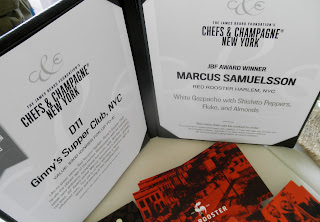 THE JAMES BEARD FOUNDATION'S
CHEFS & CHAMPAGNE®
NEW YORK
D11
Ginny's Supper Club, NYC
C&C
THE JAMES BEARD FOUNDATION'S
CHEFS & CHAMPAGNE®
NEW YORK
JBF AWARD WINNER
MARCUS SAMUELSSON
RED ROOSTER HARLEM, NYC
White Gazpacho with Shishito Peppers,
Fluke, and Almonds
ROOSTER